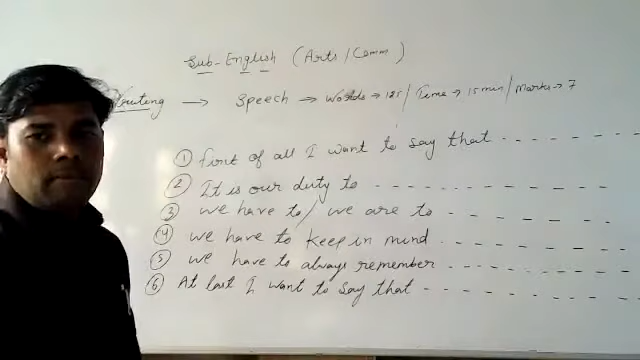 Sub-English (Arts/Comm)
Writing → Speech → Words → 125 / Time → 15 min / Marks → 7
① first of all I want to say that - - - - - - - - -
② It is our duty to - - - - - - - - - -
③ we have to / we are to - - - - - - - -
④ we have to keep in mind - - - - - - - - -
⑤ we have to always remember - - - - - - - - -
⑥ At last I want to say that - - - - - - - - -